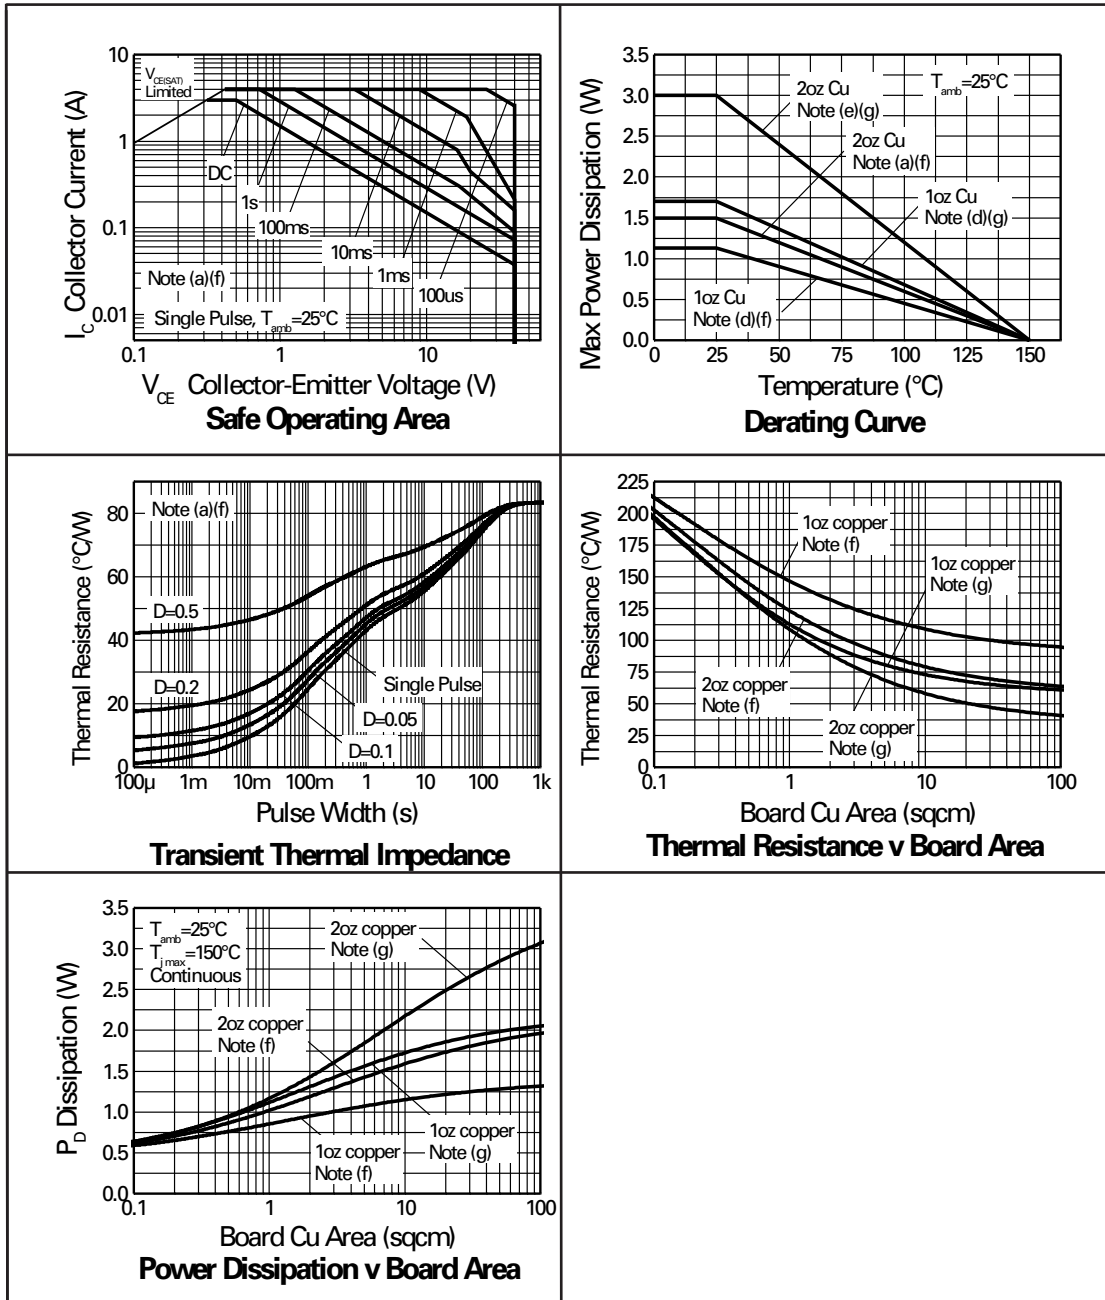 10
1
0.1
0.01
0.1
1
10
I_C Collector Current (A)
V_CE(SAT)
Limited
DC
1s
100ms
10ms
1ms
100us
Note (a)(f)
Single Pulse, T_amb=25°C
V_CE Collector-Emitter Voltage (V)
Safe Operating Area
3.5
3.0
2.5
2.0
1.5
1.0
0.5
0.0
0
25
50
75
100
125
150
Max Power Dissipation (W)
T_amb=25°C
2oz Cu
Note (e)(g)
2oz Cu
Note (a)(f)
1oz Cu
Note (d)(g)
1oz Cu
Note (d)(f)
Temperature (°C)
Derating Curve
80
60
40
20
0
100µ
1m
10m
100m
1
10
100
1k
Thermal Resistance (°C/W)
Note (a)(f)
D=0.5
D=0.2
Single Pulse
D=0.05
D=0.1
Pulse Width (s)
Transient Thermal Impedance
225
200
175
150
125
100
75
50
25
0
0.1
1
10
100
Thermal Resistance (°C/W)
1oz copper
Note (f)
1oz copper
Note (g)
2oz copper
Note (f)
2oz copper
Note (g)
Board Cu Area (sqcm)
Thermal Resistance v Board Area
3.5
3.0
2.5
2.0
1.5
1.0
0.5
0.0
0.1
1
10
100
P_D Dissipation (W)
T_amb=25°C
T_j max=150°C
Continuous
2oz copper
Note (g)
2oz copper
Note (f)
1oz copper
Note (g)
1oz copper
Note (f)
Board Cu Area (sqcm)
Power Dissipation v Board Area